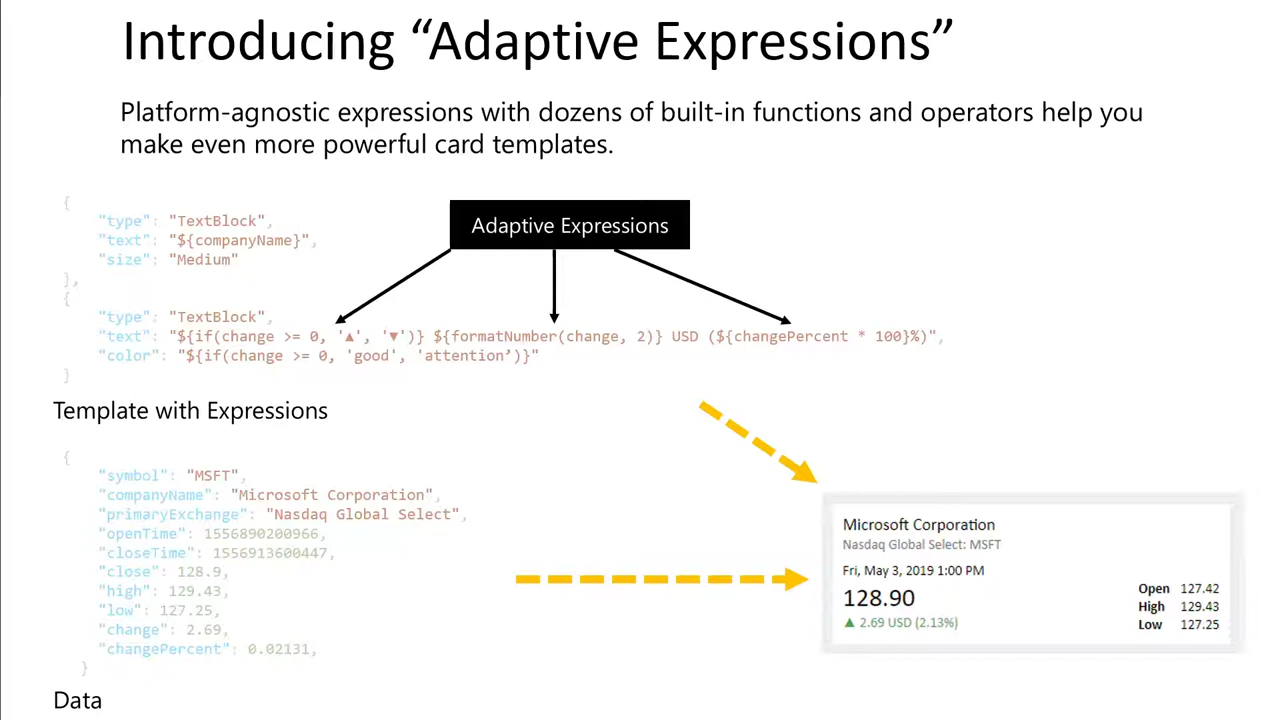 Introducing “Adaptive Expressions”
Platform-agnostic expressions with dozens of built-in functions and operators help you
make even more powerful card templates.
{
"type": "TextBlock",
"text": "${companyName}",
"size": "Medium"
},
{
"type": "TextBlock",
"text": "${if(change >= 0, '▲', '▼')} ${formatNumber(change, 2)} USD (${changePercent * 100}%)",
"color": "${if(change >= 0, 'good', 'attention’)}"
}
Adaptive Expressions
Template with Expressions
{
"symbol": "MSFT",
"companyName": "Microsoft Corporation",
"primaryExchange": "Nasdaq Global Select",
"openTime": 1556890200966,
"closeTime": 1556913600447,
"close": 128.9,
"high": 129.43,
"low": 127.25,
"change": 2.69,
"changePercent": 0.02131,
}
Data
Microsoft Corporation
Nasdaq Global Select: MSFT
Fri, May 3, 2019 1:00 PM
128.90
▲ 2.69 USD (2.13%)
Open 127.42
High 129.43
Low 127.25